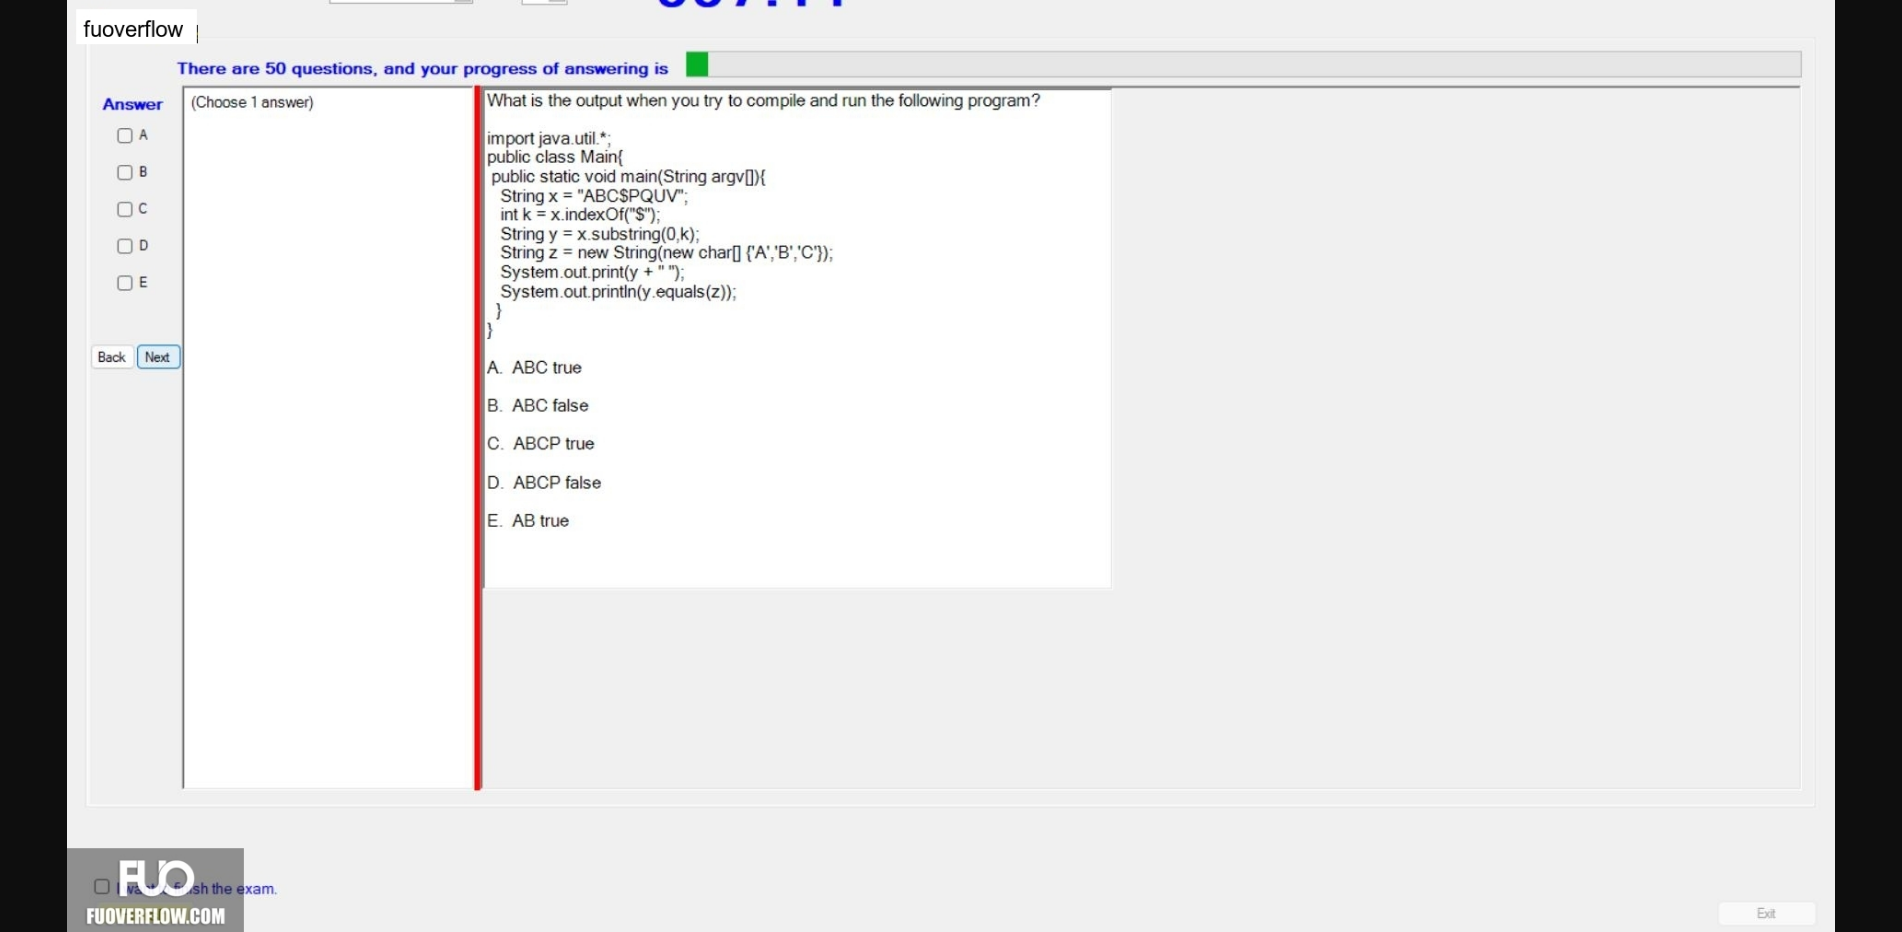 fuoverflow
There are 50 questions, and your progress of answering is
Answer
A
B
C
D
E
Back Next
(Choose 1 answer)
What is the output when you try to compile and run the following program?
import java.util.*;
public class Main{
public static void main(String argv[]){
String x = "ABC$PQUV";
int k = x.indexOf("$");
String y = x.substring(0,k);
String z = new String(new char[] {'A','B','C'});
System.out.print(y + " ");
System.out.println(y.equals(z));
}
}
A. ABC true
B. ABC false
C. ABCP true
D. ABCP false
E. AB true
FUO
sh the exam.
FUOVERFLOW.COM
Exit